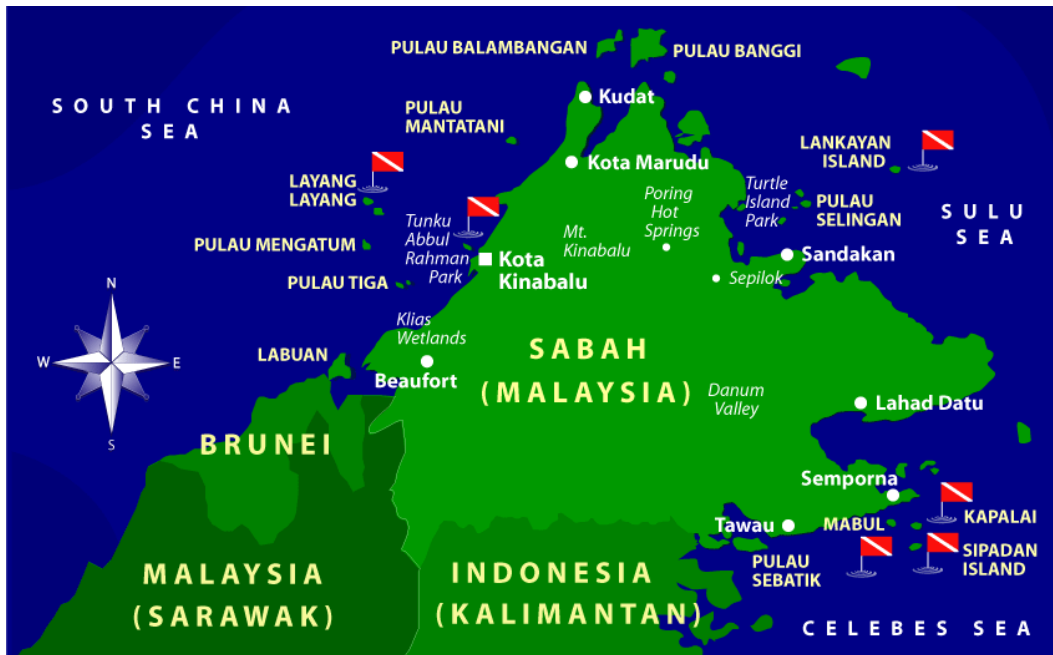 PULAU BALAMBANGAN
PULAU BANGGI
SOUTH CHINA
SEA
Kudat
PULAU
MANTATANI
LANKAYAN
ISLAND
Kota Marudu
LAYANG
LAYANG
Poring
Hot
Springs
Turtle
Island
Park
PULAU
SELINGAN
SULU
SEA
Tunku
Abbul
Rahman
Park
Mt.
Kinabalu
PULAU MENGATUM
Kota
Kinabalu
Sandakan
PULAU TIGA
Sepilok
N
W
E
S
Klias
Wetlands
SABAH
(MALAYSIA)
LABUAN
Beaufort
Danum
Valley
Lahad Datu
BRUNEI
Semporna
KAPALAI
Tawau
MABUL
SIPADAN
ISLAND
PULAU
SEBATIK
MALAYSIA
(SARAWAK)
INDONESIA
(KALIMANTAN)
CELEBES SEA